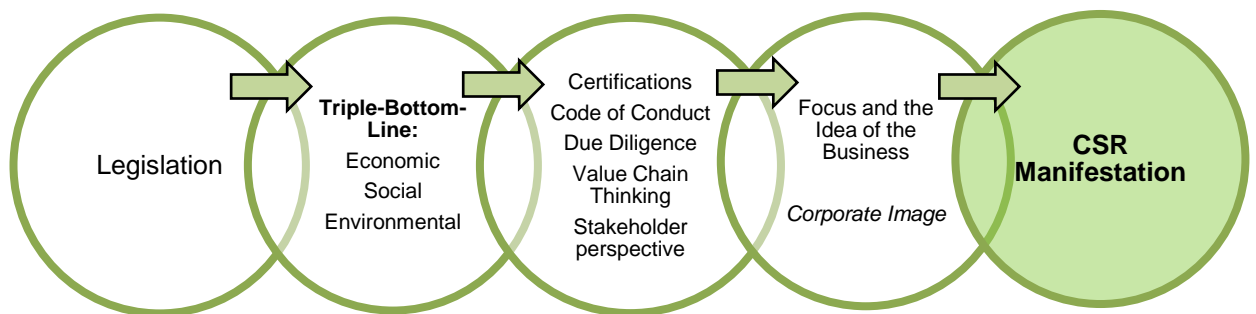 Legislation
Triple-Bottom-
Line:
Economic
Social
Environmental
Certifications
Code of Conduct
Due Diligence
Value Chain
Thinking
Stakeholder
perspective
Focus and the
Idea of the
Business
Corporate Image
CSR
Manifestation